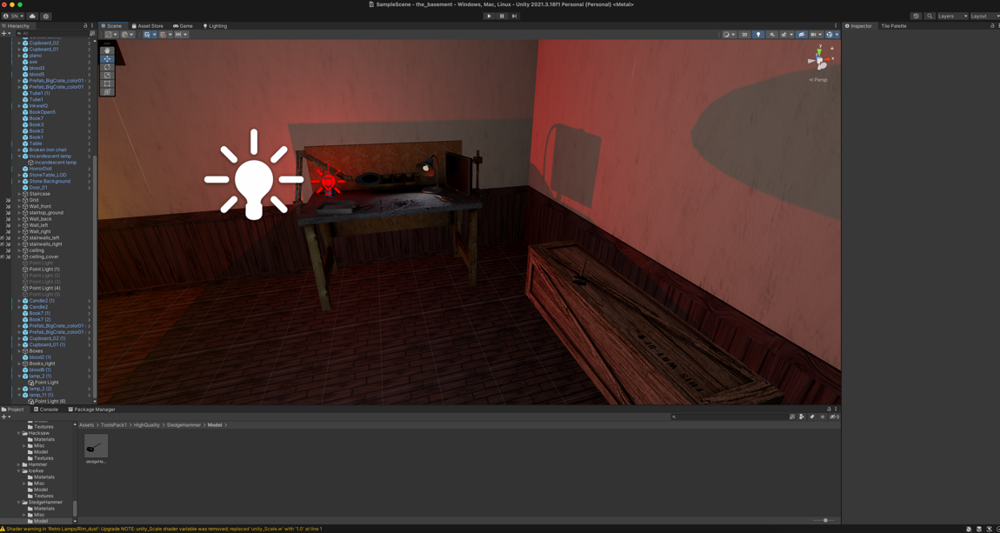 SampleScene - the_basement - Windows, Mac, Linux - Unity 2021.3.18f1 Personal (Personal) <Metal>
SN
Layers
Layout
Hierarchy
Scene
Asset Store
Game
Lighting
Inspector
Tile Palette
All
2D
Cupboard_02
Cupboard_01
piano
axe
blood3
blood5
Prefab_BigCrate_color01
Prefab_BigCrate_color01
Tube1 (1)
Tube1
Inkwell2
BookOpen5
Book7
Book3
Book2
Book1
Table
Broken iron chair
Incandescent lamp
Incandescent lamp
HorrorDoll
StoneTable_LOD
Stone Background
Door_01
Staircase
Grid
Wall_front
stairtop_ground
Wall_back
Wall_left
Wall_right
stairwalls_left
stairwalls_right
ceiling
ceiling_cover
Point Light
Point Light (1)
Point Light (2)
Point Light (3)
Point Light (4)
Point Light (5)
Candle2 (1)
Candle2
Book7 (1)
Book7 (2)
Prefab_BigCrate_color01
Prefab_BigCrate_color01
Cupboard_02 (1)
Cupboard_01 (1)
Boxes
blood2 (1)
Books_right
blood6 (1)
lamp_2 (1)
Point Light
lamp_2 (2)
lamp_11 (1)
Point Light (6)
y
x
< Persp
THIS WAY UP
Project
Console
Package Manager
Assets > ToolsPack1 > HighQuality > SledgeHammer > Model >
Textures
Hacksaw
Materials
Misc
Model
Textures
Hammer
IceAxe
Materials
Misc
Model
Textures
SledgeHammer
Materials
Misc
Model
sledgeHa...
Shader warning in 'Retro Lamps/Rim_dust': Upgrade NOTE: unity_Scale shader variable was removed; replaced 'unity_Scale.w' with '1.0' at line 1